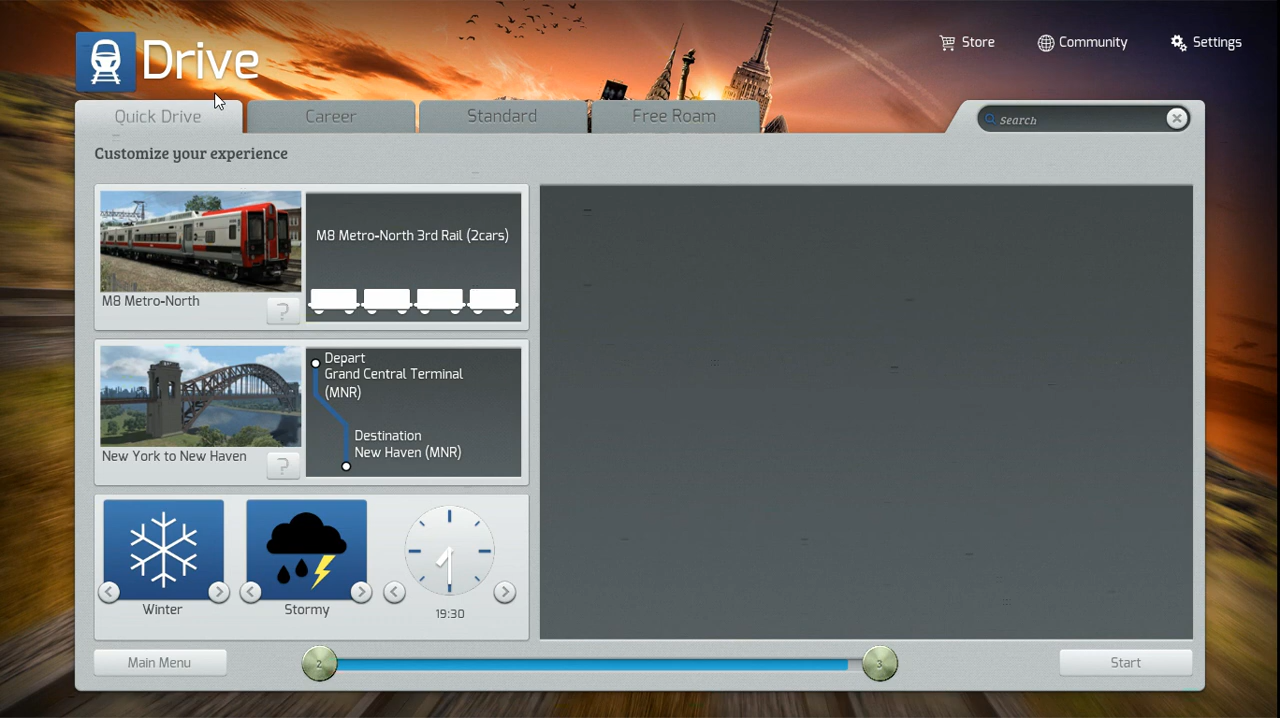 Drive
Store
Community
Settings
Quick Drive
Career
Standard
Free Roam
Search
Customize your experience
M8 Metro-North 3rd Rail (2cars)
M8 Metro-North
?
Depart
Grand Central Terminal
(MNR)
Destination
New Haven (MNR)
New York to New Haven
?
Winter
Stormy
19:30
Main Menu
2
3
Start